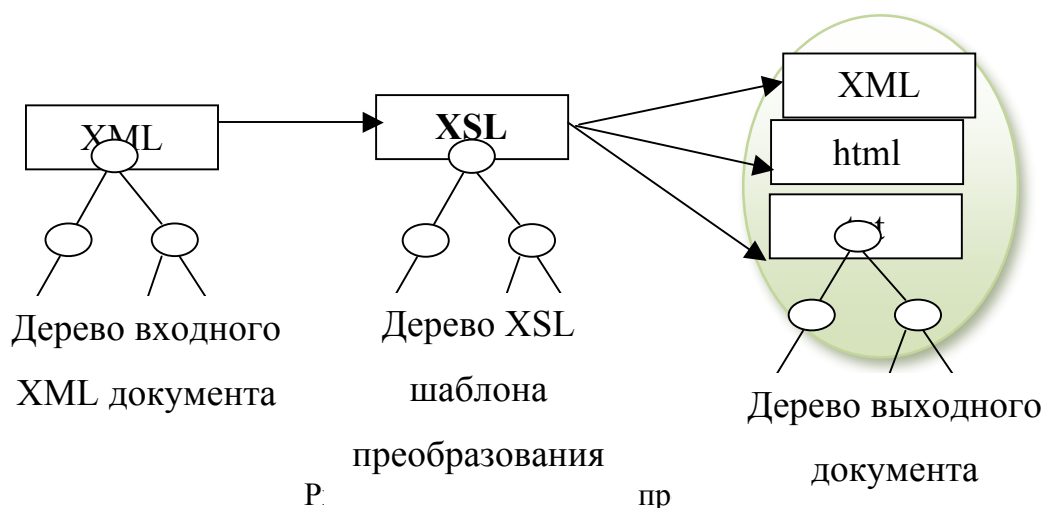 XML
XSL
XML
html
Дерево входного
XML документа
Дерево XSL
шаблона
преобразования
Дерево выходного
документа